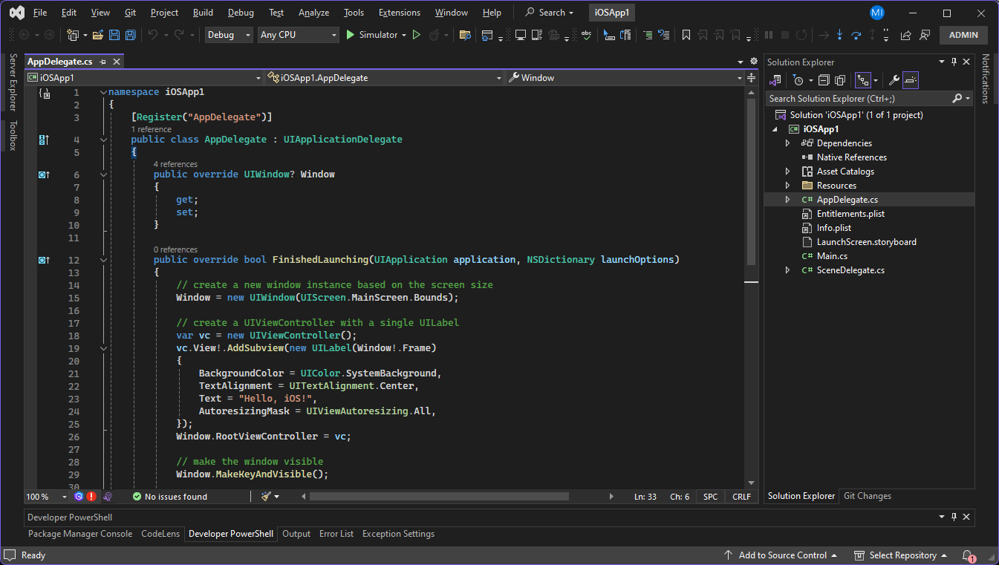 File Edit View Git Project Build Debug Test Analyze Tools Extensions Window Help Search iOSApp1 MI
Debug Any CPU Simulator ADMIN
Server Explorer
Toolbox
AppDelegate.cs
iOSApp1 iOSApp1.AppDelegate Window
1 namespace iOSApp1
2 {
3 [Register("AppDelegate")]
1 reference
4 public class AppDelegate : UIApplicationDelegate
5 {
4 references
6 public override UIWindow? Window
7 {
8 get;
9 set;
10 }
11
0 references
12 public override bool FinishedLaunching(UIApplication application, NSDictionary launchOptions)
13 {
14 // create a new window instance based on the screen size
15 Window = new UIWindow(UIScreen.MainScreen.Bounds);
16
17 // create a UIViewController with a single UILabel
18 var vc = new UIViewController();
19 vc.View!.AddSubview(new UILabel(Window!.Frame)
20 {
21 BackgroundColor = UIColor.SystemBackground,
22 TextAlignment = UITextAlignment.Center,
23 Text = "Hello, iOS!",
24 AutoresizingMask = UIViewAutoresizing.All,
25 });
26 Window.RootViewController = vc;
27
28 // make the window visible
29 Window.MakeKeyAndVisible();
30
100 % No issues found Ln: 33 Ch: 6 SPC CRLF
Solution Explorer
Search Solution Explorer (Ctrl+;)
Solution 'iOSApp1' (1 of 1 project)
C# iOSApp1
Dependencies
Native References
Asset Catalogs
Resources
C# AppDelegate.cs
Entitlements.plist
Info.plist
LaunchScreen.storyboard
C# Main.cs
C# SceneDelegate.cs
Solution Explorer Git Changes
Notifications
Developer PowerShell
Package Manager Console CodeLens Developer PowerShell Output Error List Exception Settings
Ready Add to Source Control Select Repository 1